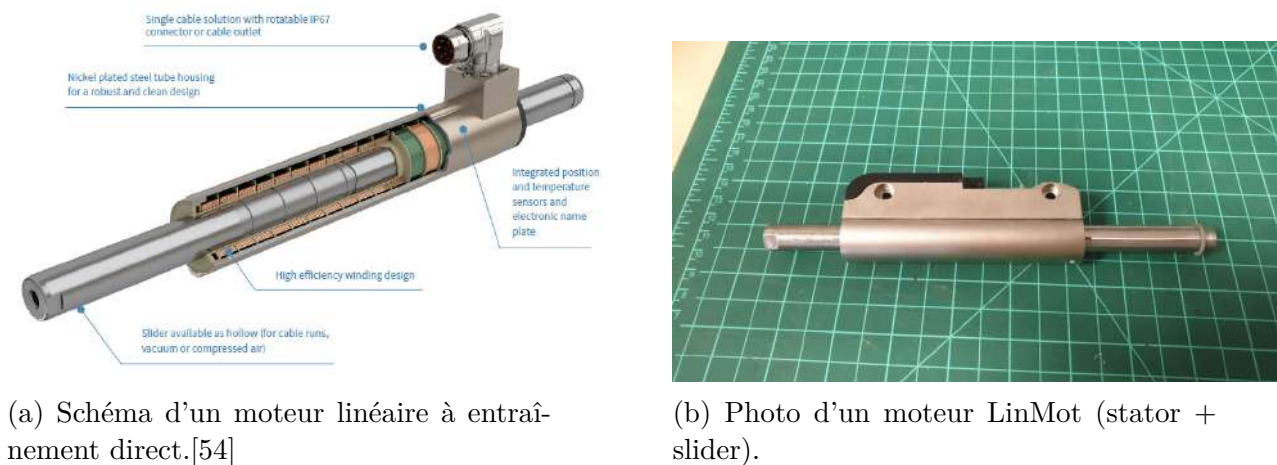 Single cable solution with rotatable IP67
connector or cable outlet
Nickel plated steel tube housing
for a robust and clean design
Integrated position
and temperature
sensors and
electronic name
plate
High efficiency winding design
Slider available as hollow (for cable runs,
vacuum or compressed air)
(a) Schéma d'un moteur linéaire à entraî-
nement direct.[54]
(b) Photo d'un moteur LinMot (stator +
slider).